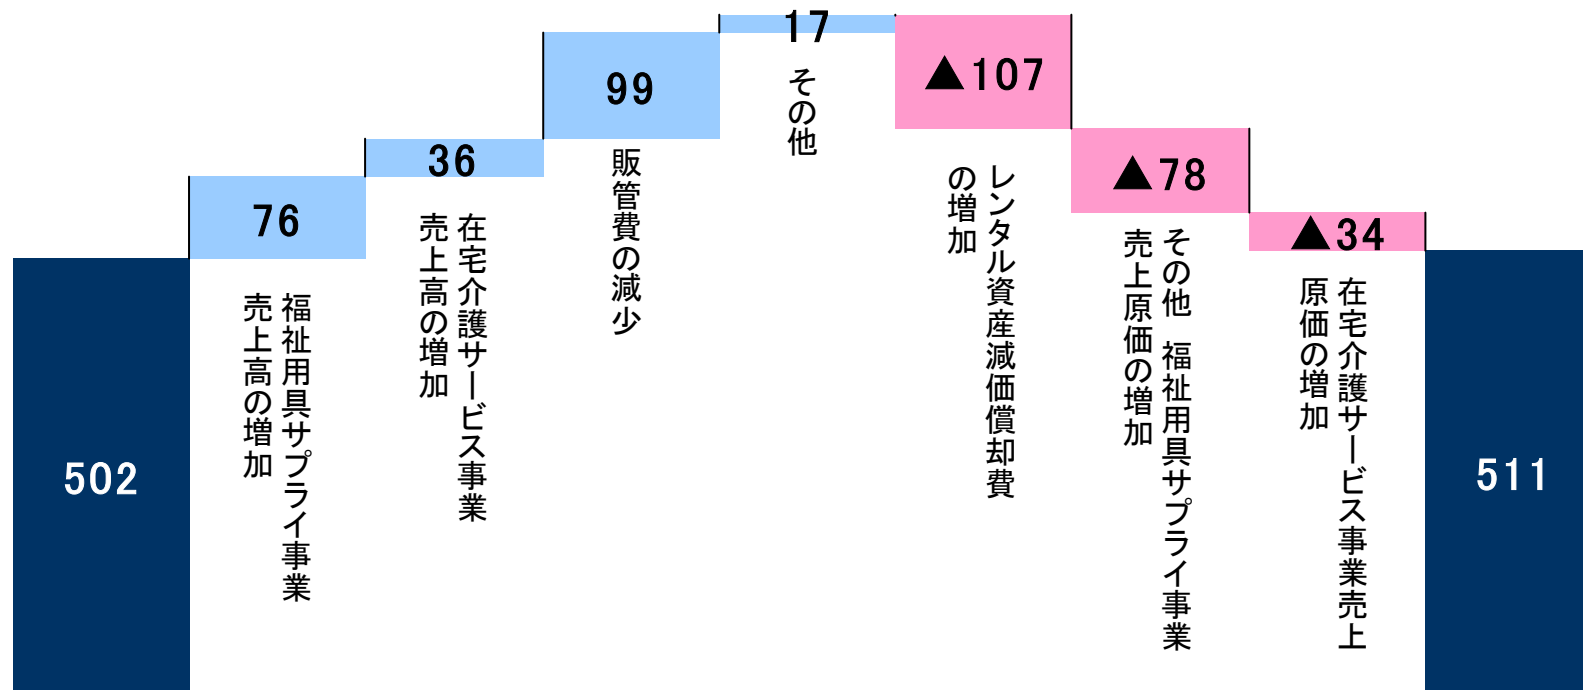 502
76
福祉用具サプライ事業
売上高の増加
36
在宅介護サービス事業
売上高の増加
99
販管費の減少
17
その他
▲107
レンタル資産減価償却費
の増加
▲78
その他 福祉用具サプライ事業
売上原価の増加
▲34
在宅介護サービス事業売上
原価の増加
511